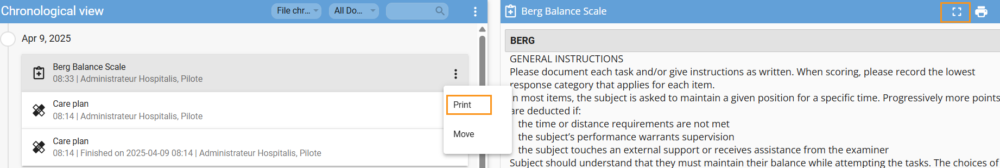 Chronological view
File chr...
All Do...
Apr 9, 2025
Berg Balance Scale
08:33 | Administrateur Hospitalis, Pilote
Care plan
08:14 | Administrateur Hospitalis, Pilote
Care plan
08:14 | Finished on 2025-04-09 08:14 | Administrateur Hospitalis, Pilote
Print
Move
Berg Balance Scale
BERG
GENERAL INSTRUCTIONS
Please document each task and/or give instructions as written. When scoring, please record the lowest
response category that applies for each item.
n most items, the subject is asked to maintain a given position for a specific time. Progressively more points
are deducted if:
the time or distance requirements are not met
the subject’s performance warrants supervision
the subject touches an external support or receives assistance from the examiner
Subject should understand that they must maintain their balance while attempting the tasks. The choices of